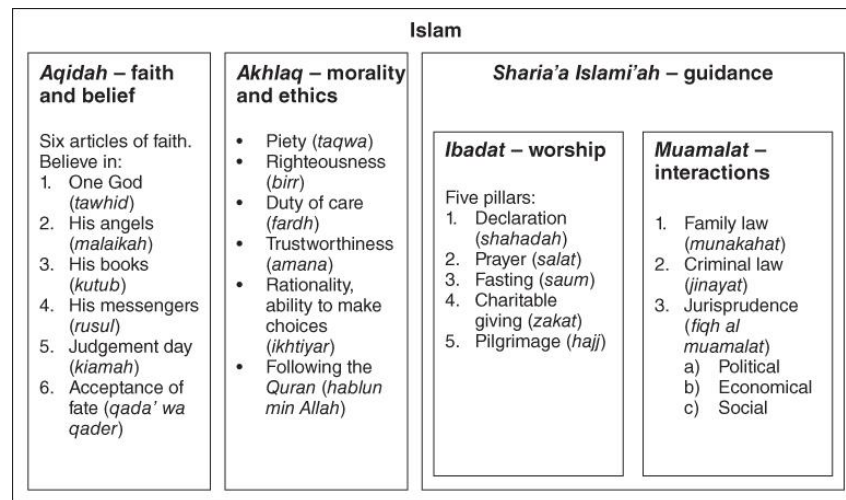 Islam
Aqidah – faith
and belief
Six articles of faith.
Believe in:
1. One God
(tawhid)
2. His angels
(malaikah)
3. His books
(kutub)
4. His messengers
(rusul)
5. Judgement day
(kiamah)
6. Acceptance of
fate (qada’ wa
qader)
Akhlaq – morality
and ethics
• Piety (taqwa)
• Righteousness
(birr)
• Duty of care
(fardh)
• Trustworthiness
(amana)
• Rationality,
ability to make
choices
(ikhtiyar)
• Following the
Quran (hablun
min Allah)
Sharia’a Islami’ah – guidance
Ibadat – worship
Five pillars:
1. Declaration
(shahadah)
2. Prayer (salat)
3. Fasting (saum)
4. Charitable
giving (zakat)
5. Pilgrimage (hajj)
Muamalat –
interactions
1. Family law
(munakahat)
2. Criminal law
(jinayat)
3. Jurisprudence
(fiqh al
muamalat)
a) Political
b) Economical
c) Social